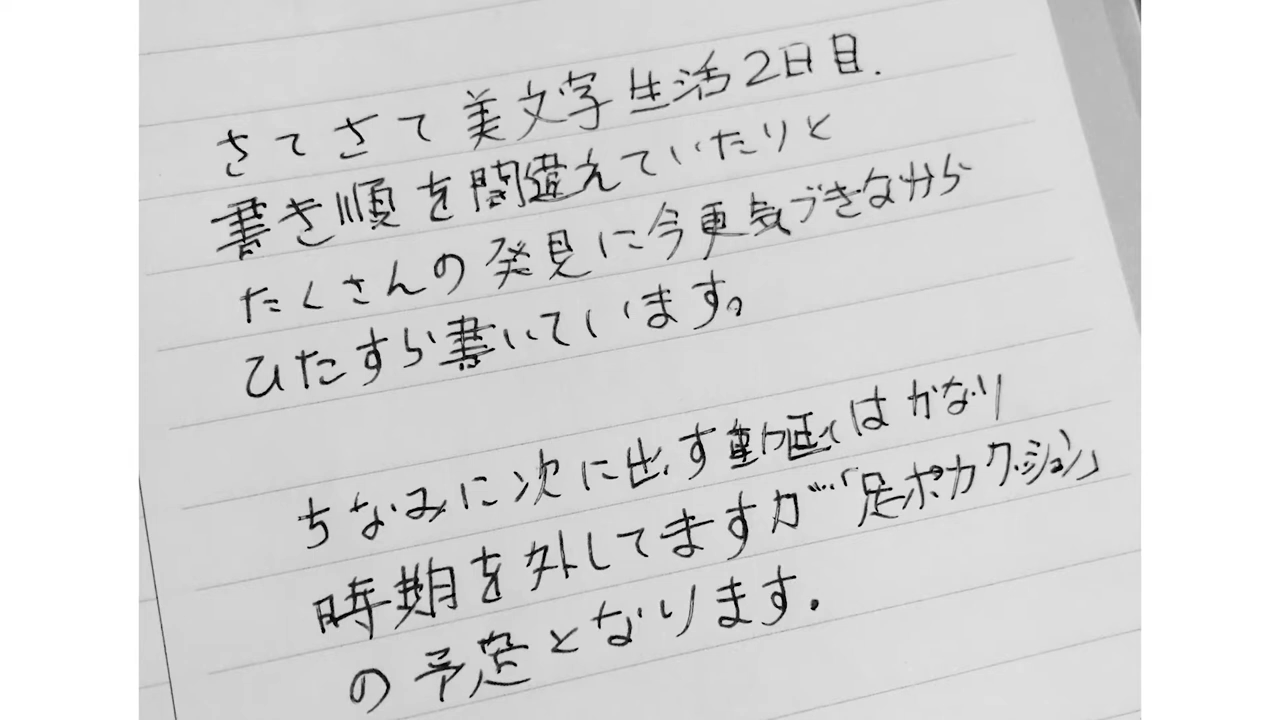 さてさて美文字生活2日目.
書き順を間違えていたりと
たくさんの発見に今更気づきながら
ひたすら書いています。
ちなみに次に出す動画はかなり
時期を外してますが…「足ポカクッション」
の予定となります.